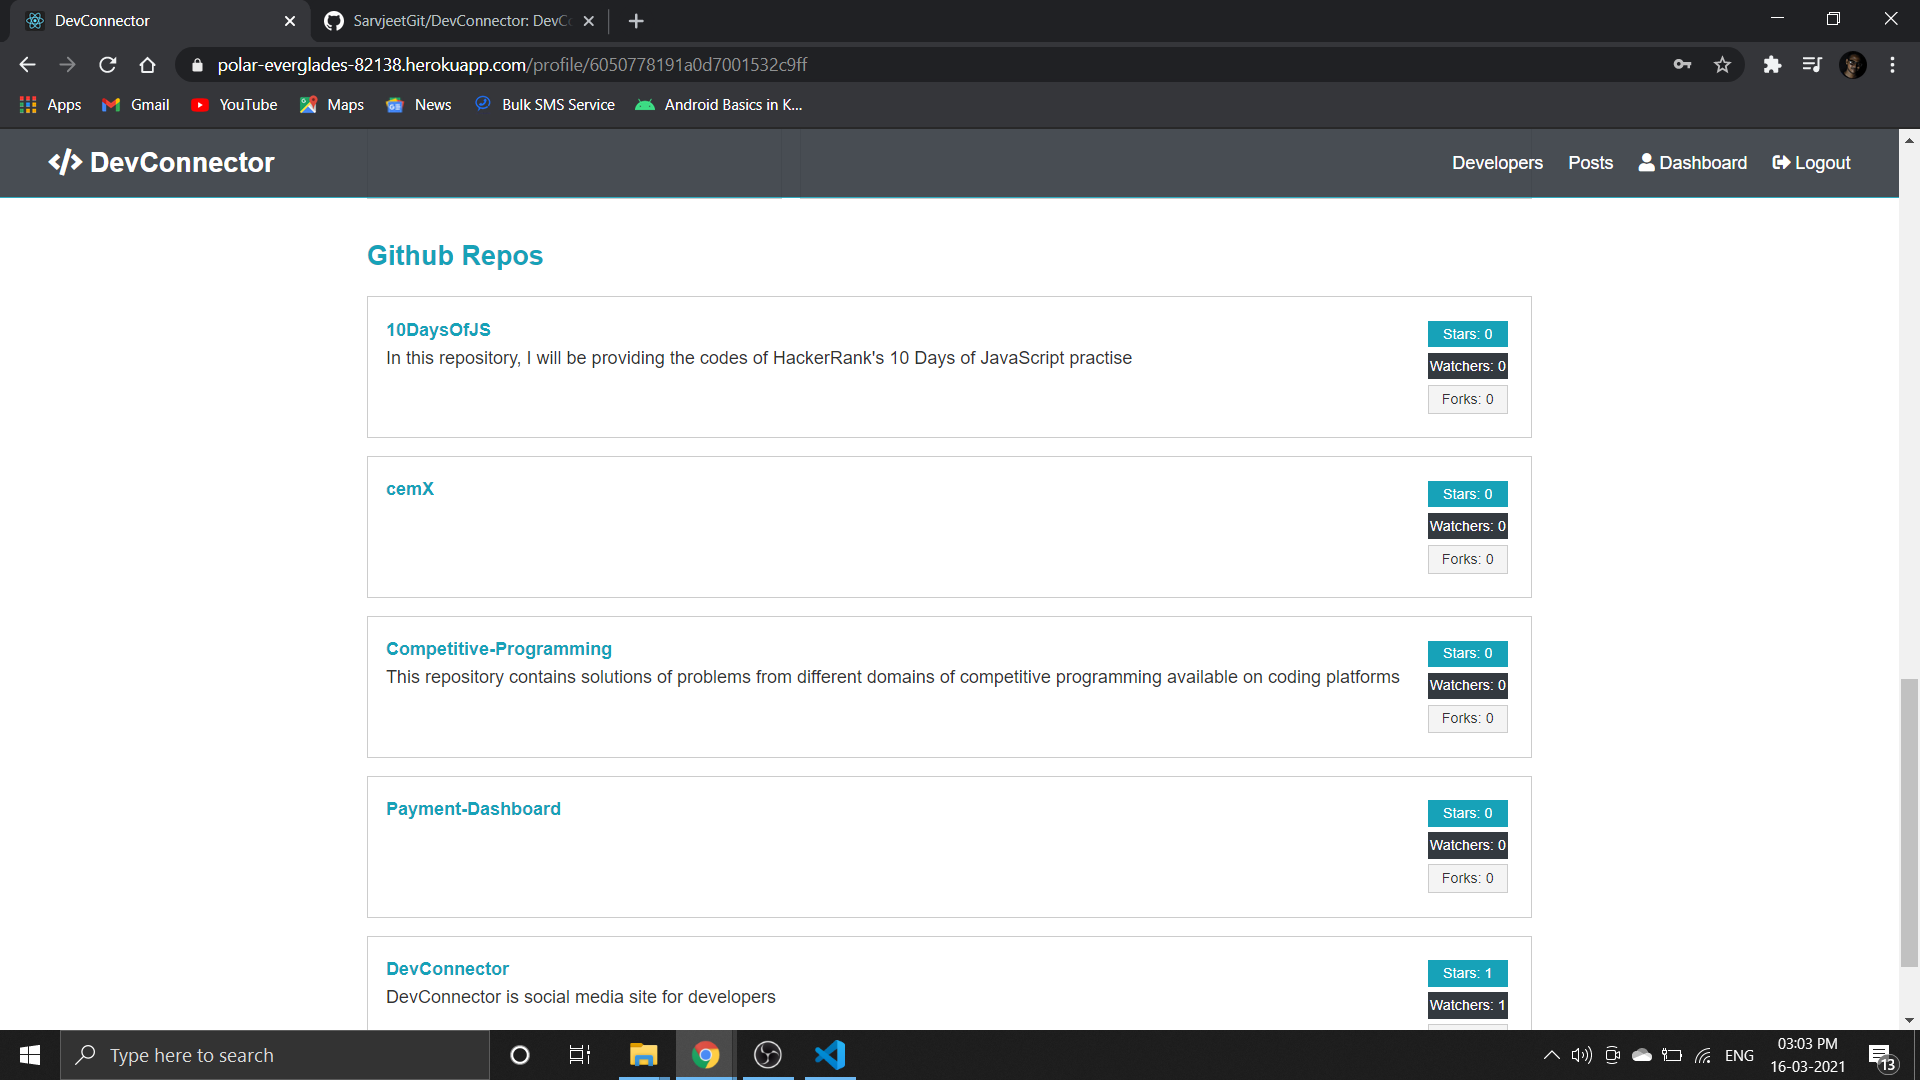 DevConnector
SarvjeetGit/DevConnector: DevCo
polar-everglades-82138.herokuapp.com/profile/6050778191a0d7001532c9ff
Apps
Gmail
YouTube
Maps
News
Bulk SMS Service
Android Basics in K...
</> DevConnector
Developers
Posts
Dashboard
Logout
Github Repos
10DaysOfJS
In this repository, I will be providing the codes of HackerRank's 10 Days of JavaScript practise
Stars: 0
Watchers: 0
Forks: 0
cemX
Stars: 0
Watchers: 0
Forks: 0
Competitive-Programming
This repository contains solutions of problems from different domains of competitive programming available on coding platforms
Stars: 0
Watchers: 0
Forks: 0
Payment-Dashboard
Stars: 0
Watchers: 0
Forks: 0
DevConnector
DevConnector is social media site for developers
Stars: 1
Watchers: 1
Type here to search
ENG
03:03 PM
16-03-2021
13